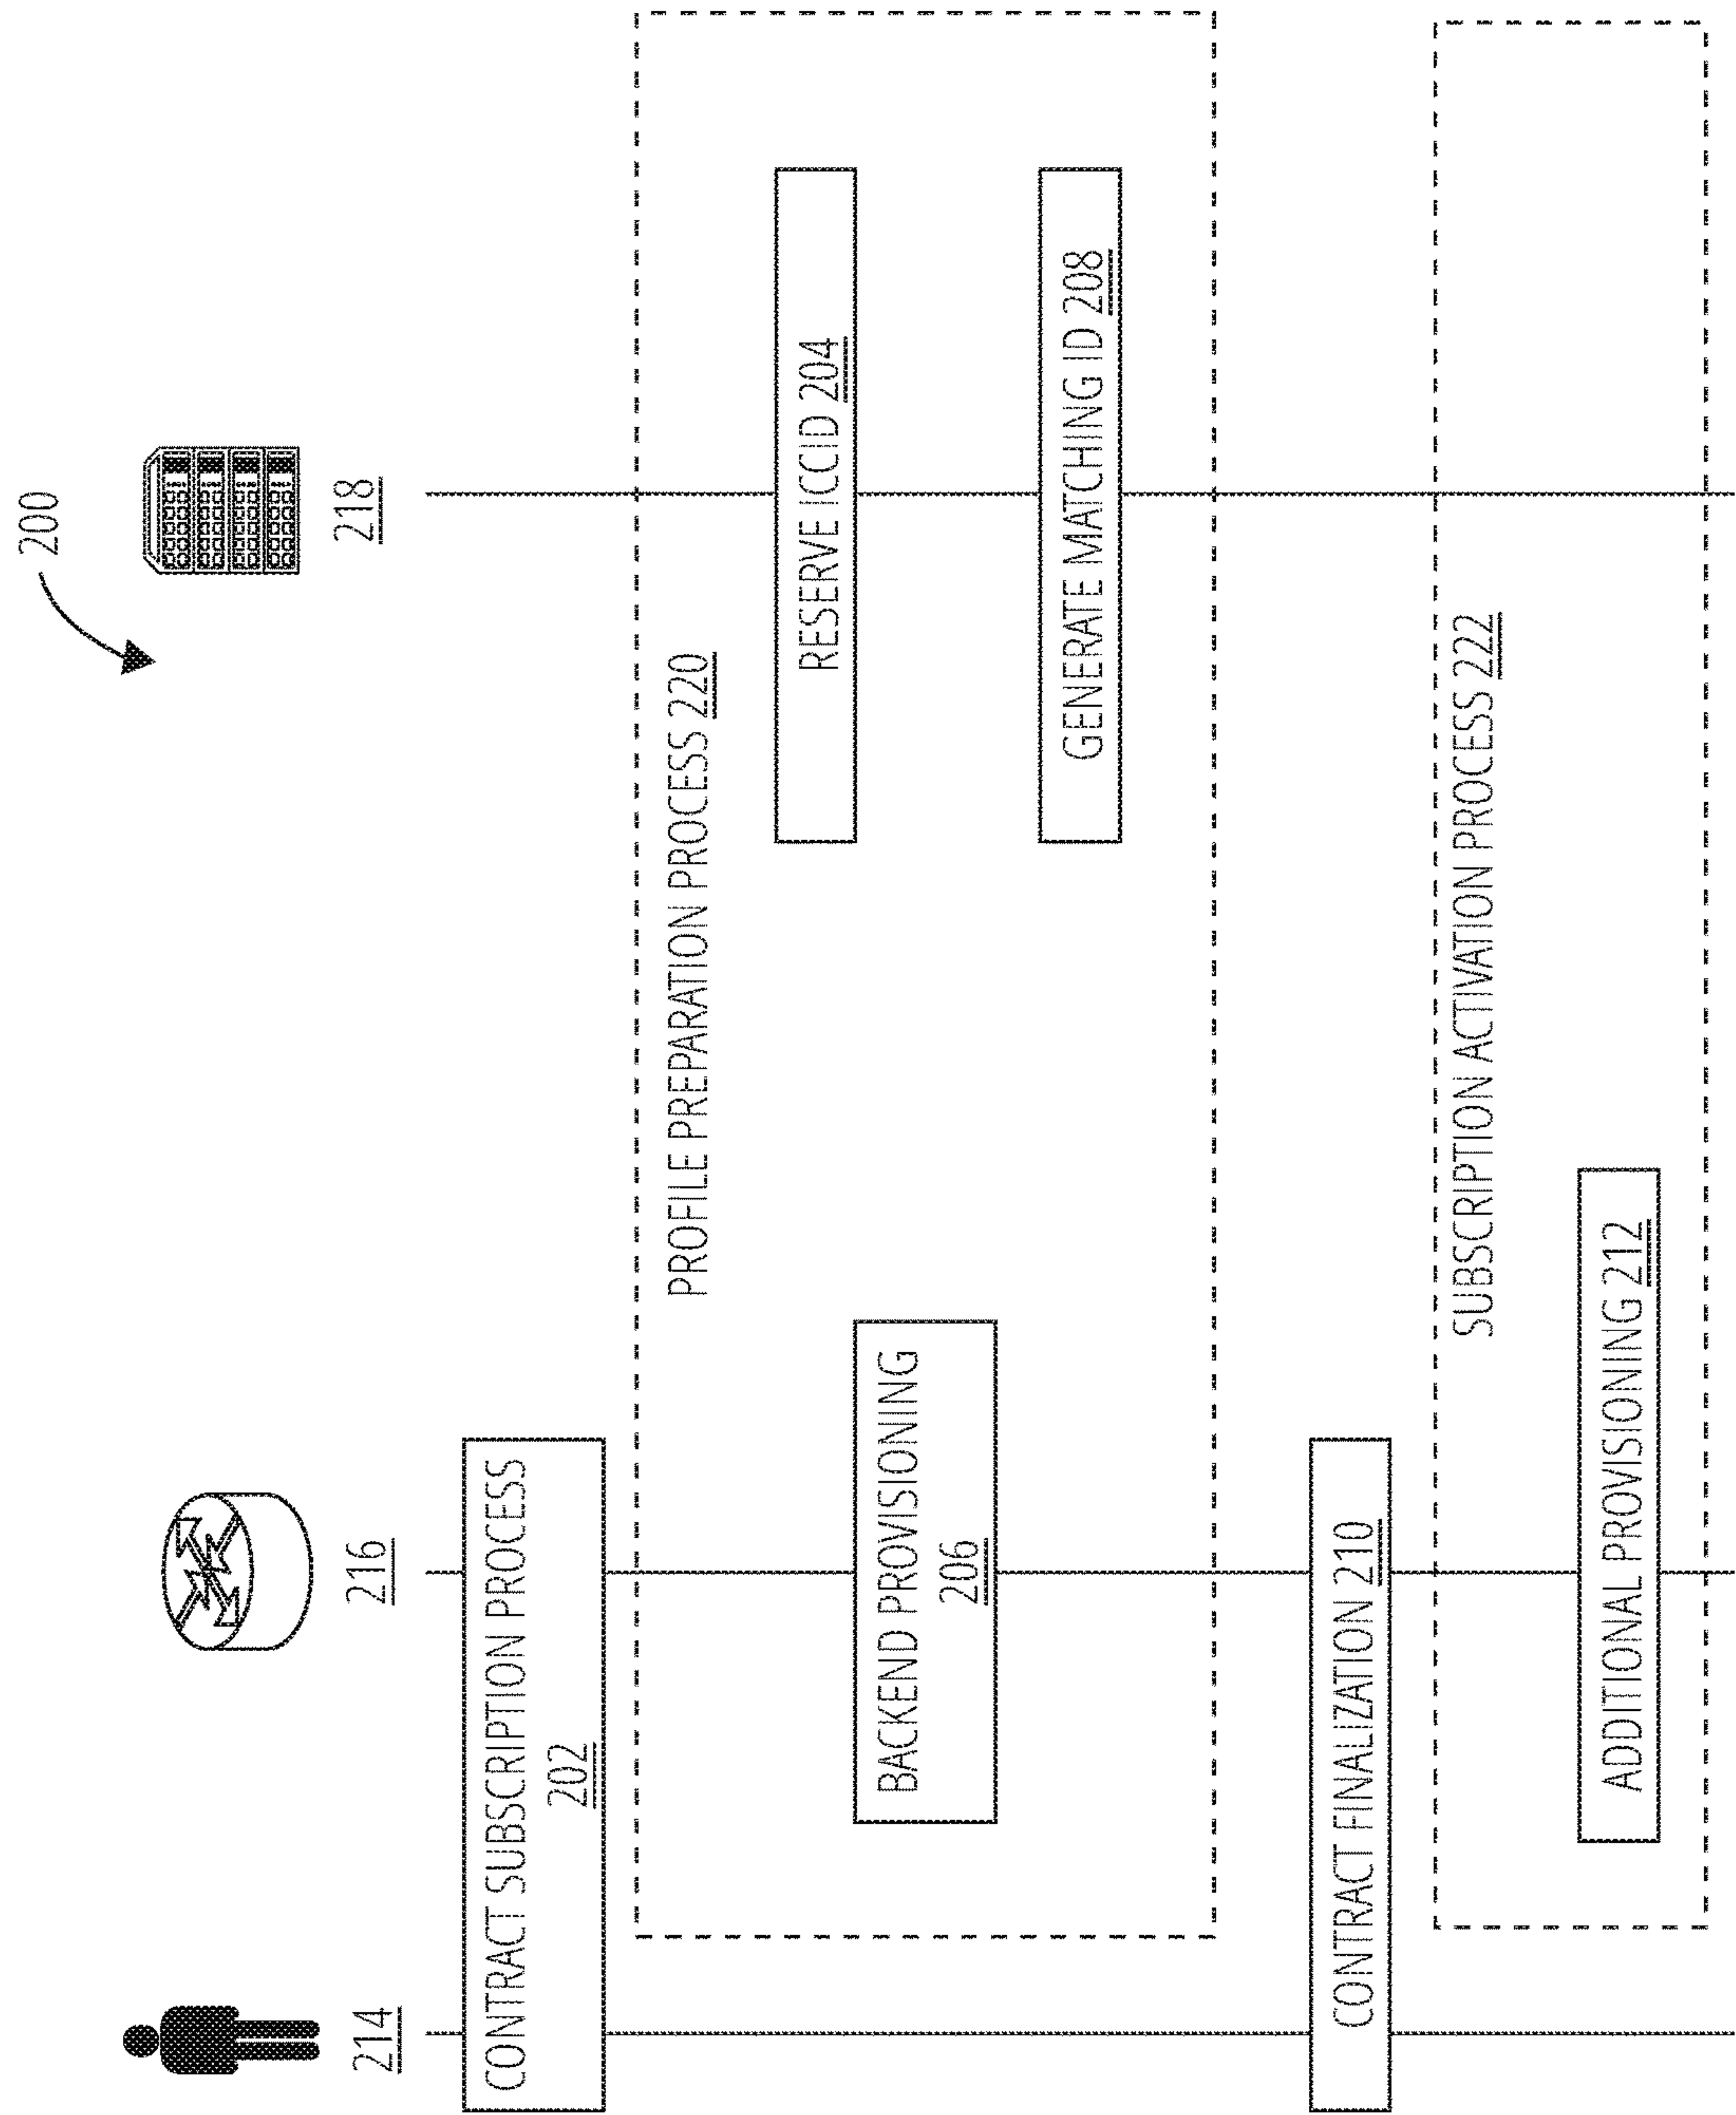 200
214
216
218
CONTRACT SUBSCRIPTION PROCESS
202
PROFILE PREPARATION PROCESS 220
RESERVE ICCID 204
BACKEND PROVISIONING
206
GENERATE MATCHING ID 208
CONTRACT FINALIZATION 210
SUBSCRIPTION ACTIVATION PROCESS 222
ADDITIONAL PROVISIONING 212